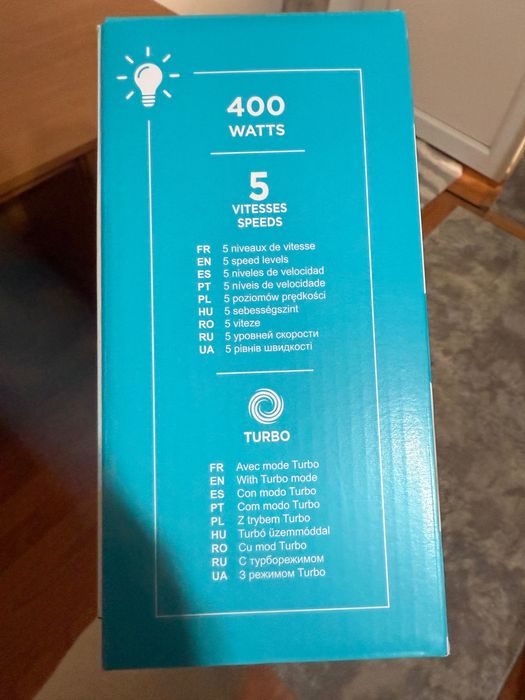 400
WATTS
5
VITESSES
SPEEDS
FR 5 niveaux de vitesse
EN 5 speed levels
ES 5 niveles de velocidad
PT 5 níveis de velocidade
PL 5 poziomów prędkości
HU 5 sebességszint
RO 5 viteze
RU 5 уровней скорости
UA 5 рівнів швидкості
TURBO
FR Avec mode Turbo
EN With Turbo mode
ES Con modo Turbo
PT Com modo Turbo
PL Z trybem Turbo
HU Turbó üzemmóddal
RO Cu mod Turbo
RU С турборежимом
UA З режимом Turbo